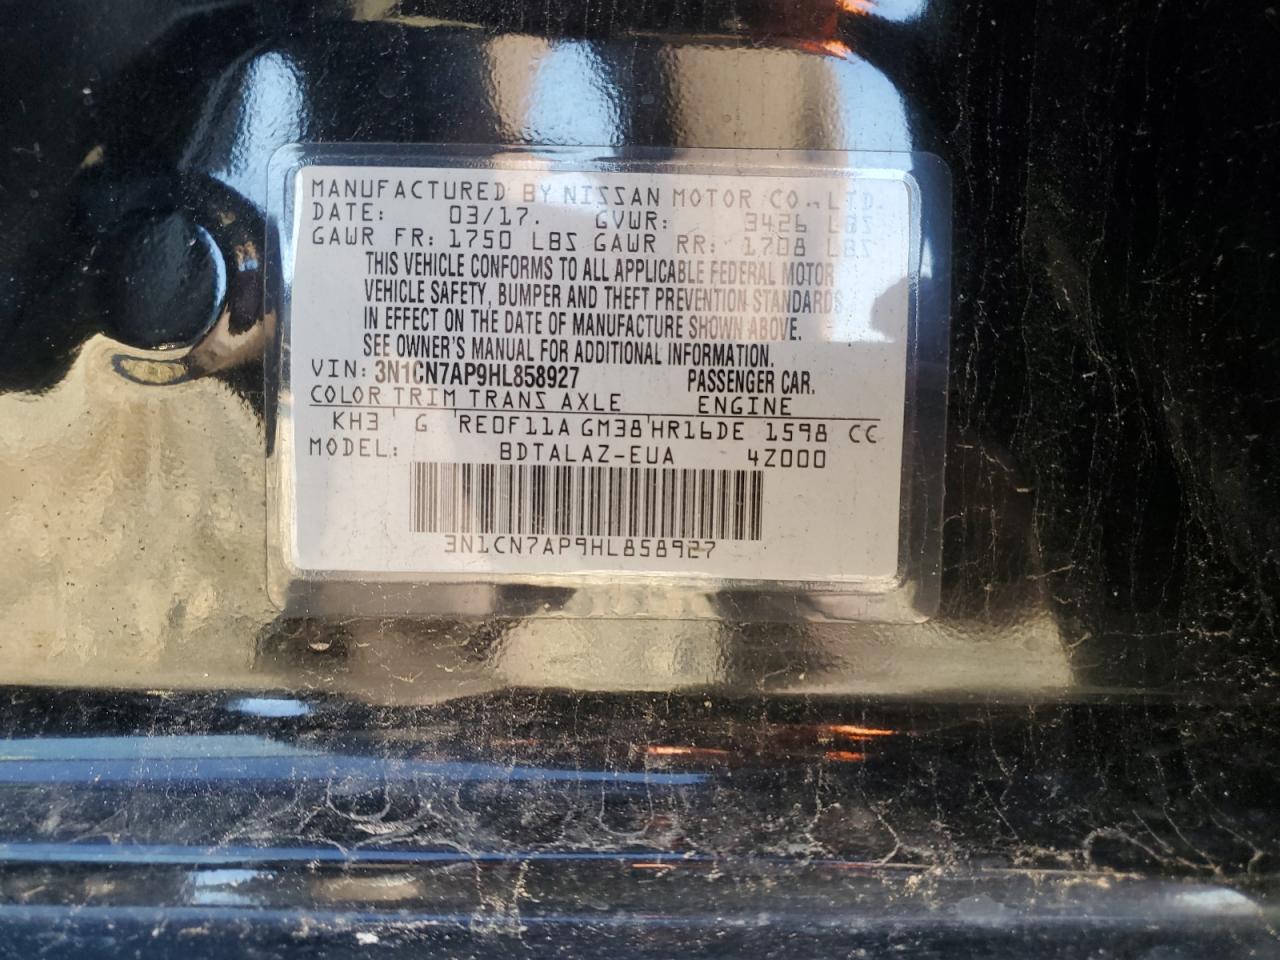 MANUFACTURED BY NISSAN MOTOR CO., LTD.
DATE: 03/17. GVWR: 3426 LBS
GAWR FR: 1750 LBS GAWR RR: 1708 LBS
THIS VEHICLE CONFORMS TO ALL APPLICABLE FEDERAL MOTOR
VEHICLE SAFETY, BUMPER AND THEFT PREVENTION STANDARDS
IN EFFECT ON THE DATE OF MANUFACTURE SHOWN ABOVE.
SEE OWNER'S MANUAL FOR ADDITIONAL INFORMATION.
VIN: 3N1CN7AP9HL858927 PASSENGER CAR.
COLOR TRIM TRANS AXLE ENGINE
KH3 G RE0F11A GM38 HR16DE 1598 CC
MODEL: BDTALAZ-EUA 4Z000
3N1CN7AP9HL858927